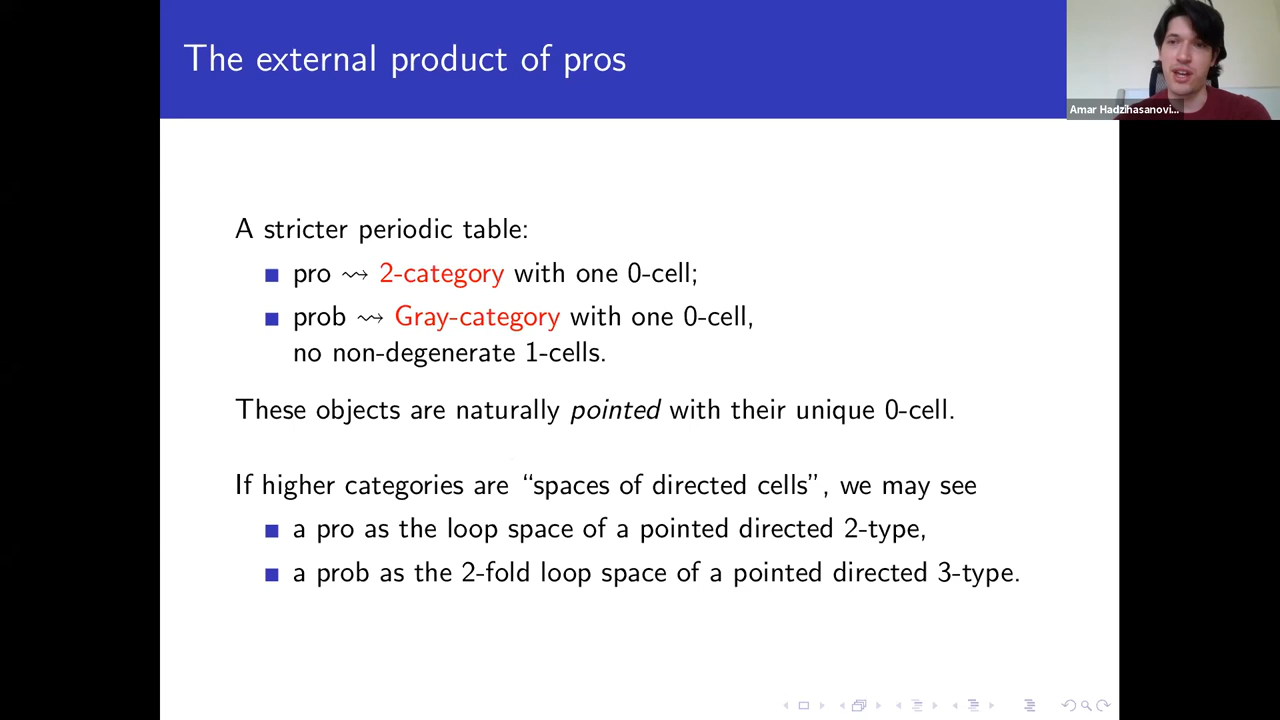 The external product of pros
Amar Hadzihasanovi...
A stricter periodic table:
pro ⇝ 2-category with one 0-cell;
prob ⇝ Gray-category with one 0-cell,
no non-degenerate 1-cells.
These objects are naturally pointed with their unique 0-cell.
If higher categories are “spaces of directed cells”, we may see
a pro as the loop space of a pointed directed 2-type,
a prob as the 2-fold loop space of a pointed directed 3-type.